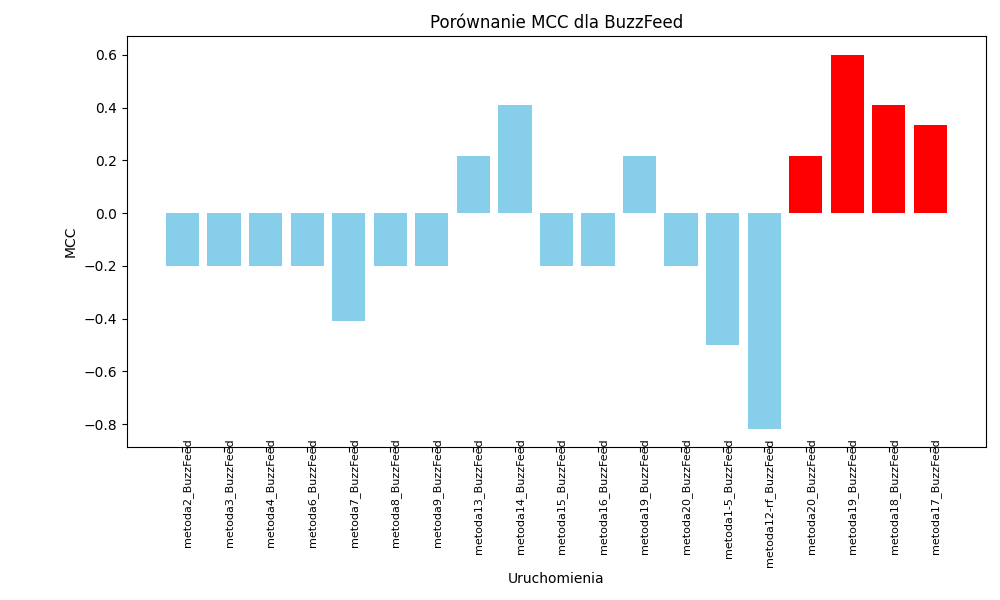 Porównanie MCC dla BuzzFeed
MCC
0.6
0.4
0.2
0.0
−0.2
−0.4
−0.6
−0.8
metoda2_BuzzFeed
metoda3_BuzzFeed
metoda4_BuzzFeed
metoda6_BuzzFeed
metoda7_BuzzFeed
metoda8_BuzzFeed
metoda9_BuzzFeed
metoda13_BuzzFeed
metoda14_BuzzFeed
metoda15_BuzzFeed
metoda16_BuzzFeed
metoda19_BuzzFeed
metoda20_BuzzFeed
metoda1-5_BuzzFeed
metoda12-rf_BuzzFeed
metoda20_BuzzFeed
metoda19_BuzzFeed
metoda18_BuzzFeed
metoda17_BuzzFeed
Uruchomienia